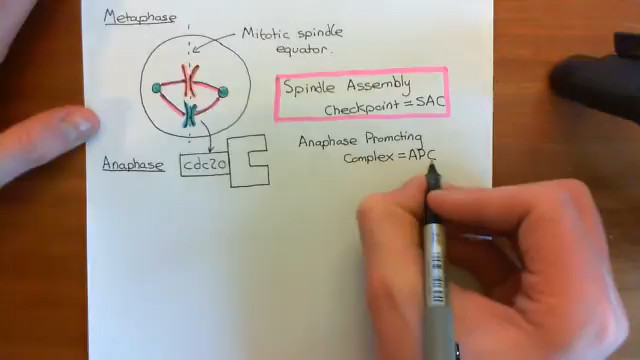 Metaphase
Mitotic spindle
equator.
Spindle Assembly
Checkpoint = SAC
Anaphase Promoting
Complex = APC
Anaphase
cdc20